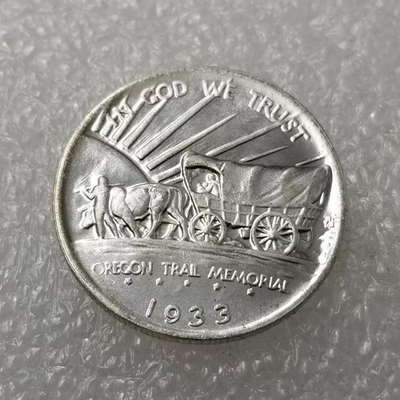 IN GOD WE TRUST
OREGON TRAIL MEMORIAL
1933